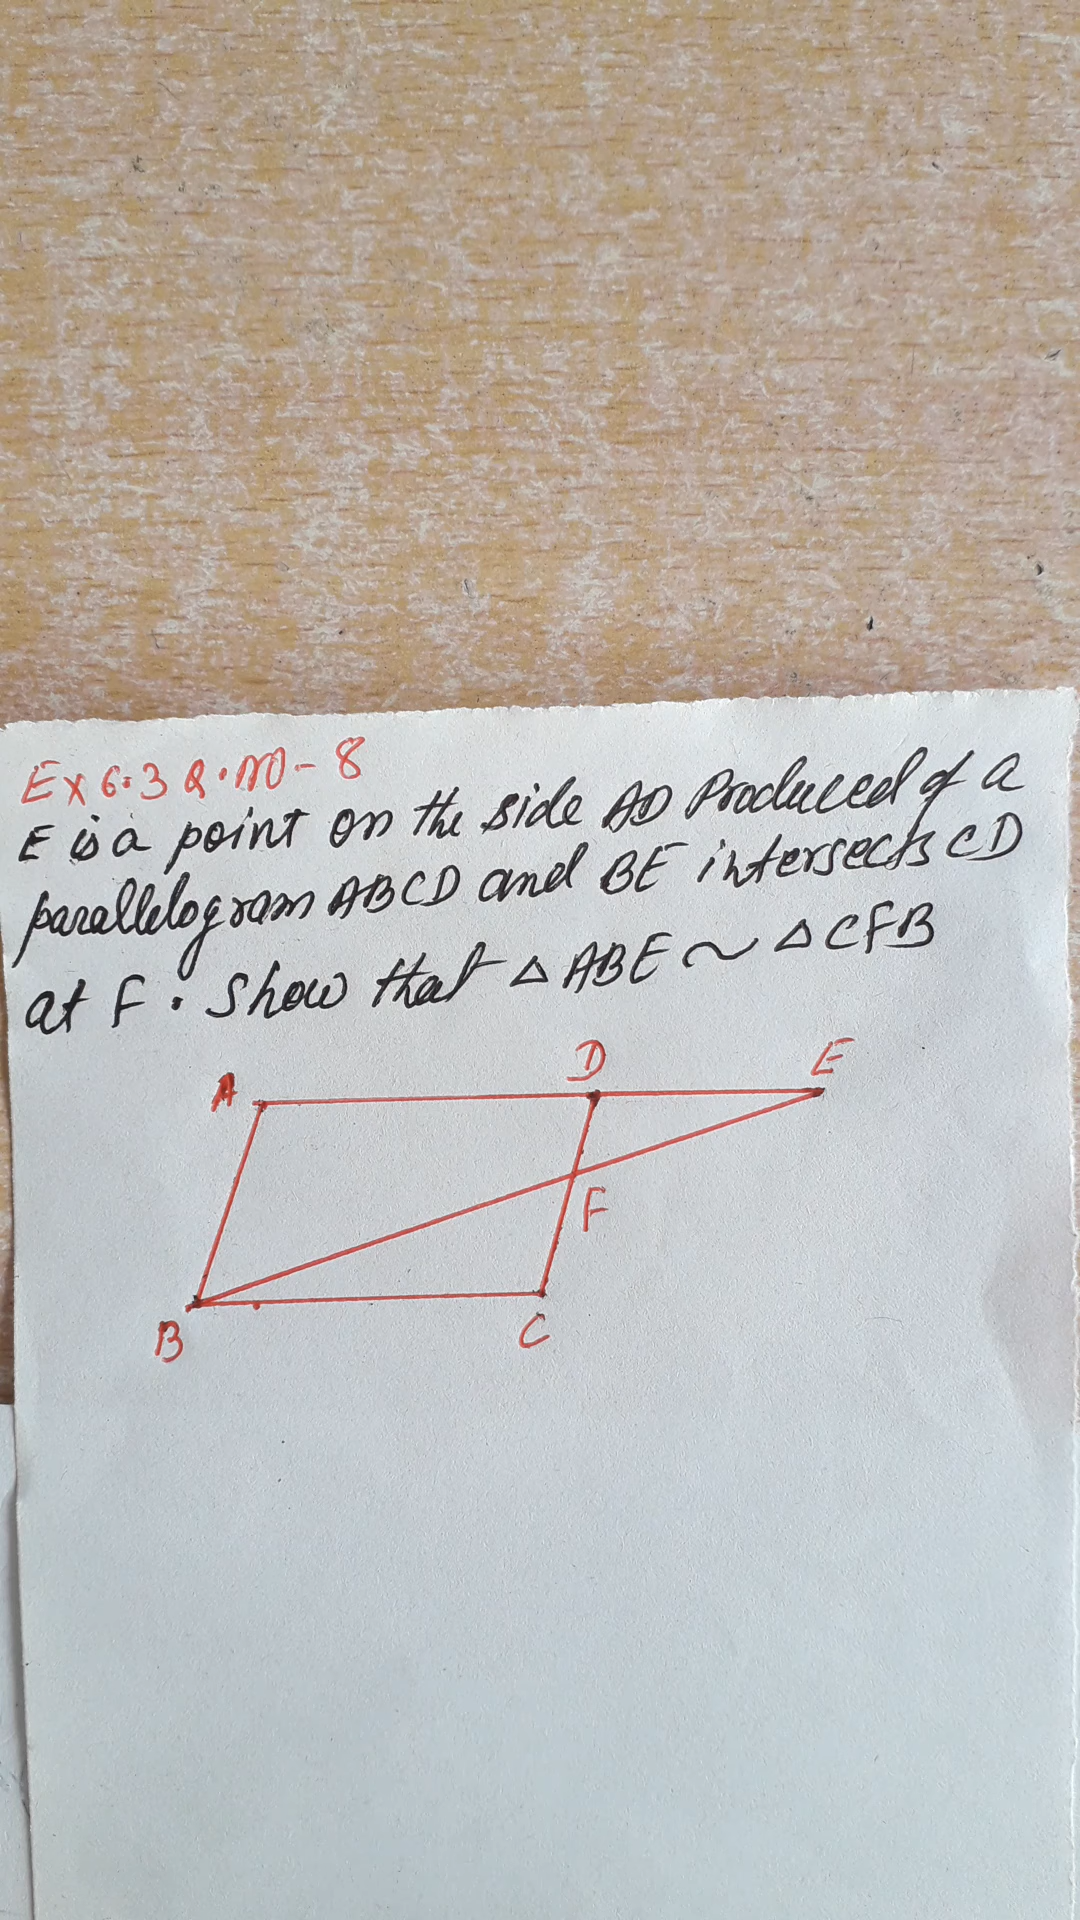 Ex 6.3 Q.NO-8
E is a point on the side AD Produced of a
parallelogram ABCD and BE intersects CD
at F. Show that △ ABE ~ △ CFB
D E
A
F
B C